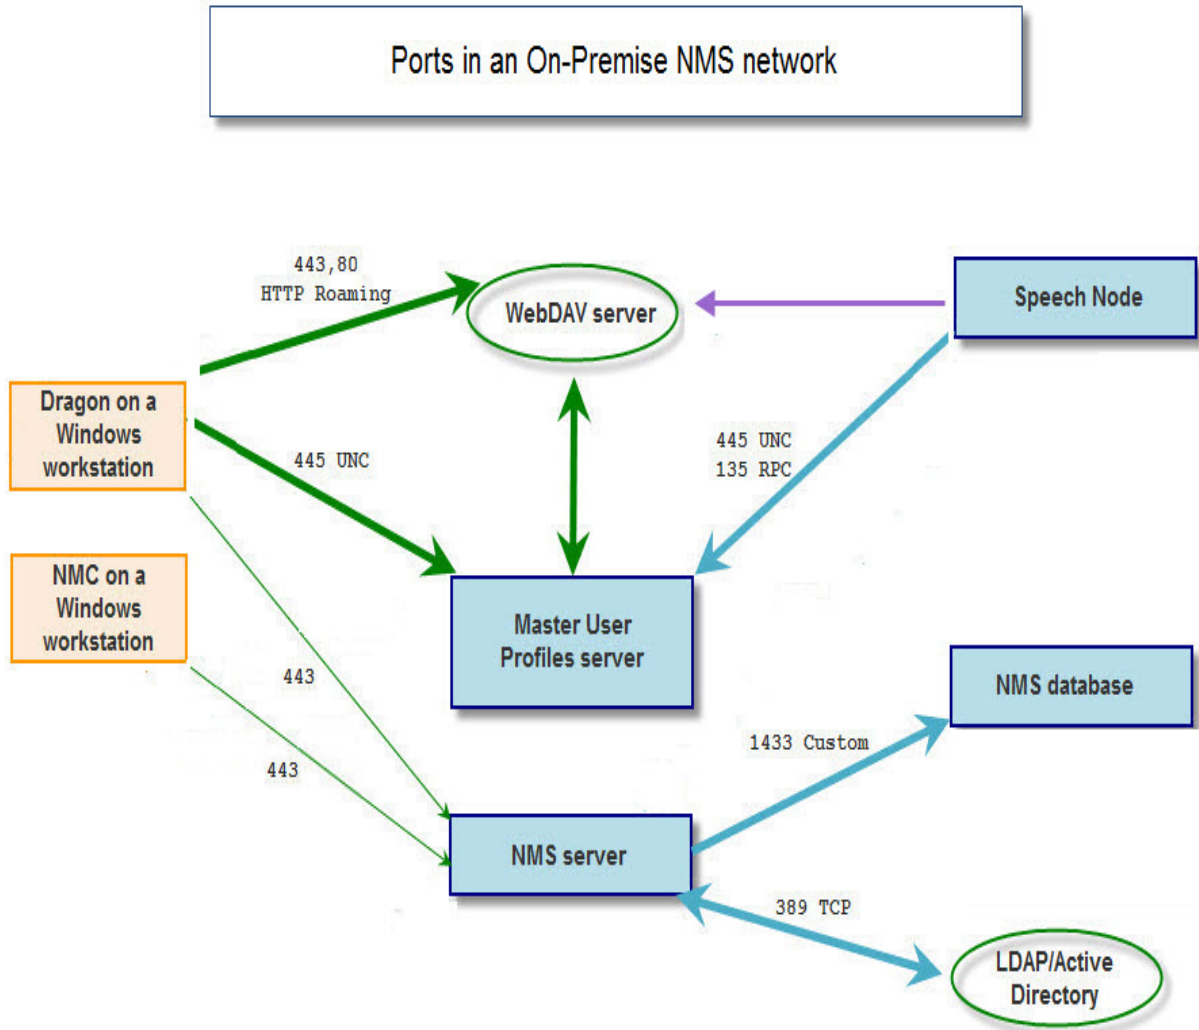 Ports in an On-Premise NMS network
443,80
HTTP Roaming
WebDAV server
Speech Node
Dragon on a
Windows
workstation
445 UNC
445 UNC
135 RPC
NMC on a
Windows
workstation
Master User
Profiles server
443
NMS database
1433 Custom
443
NMS server
389 TCP
LDAP/Active
Directory